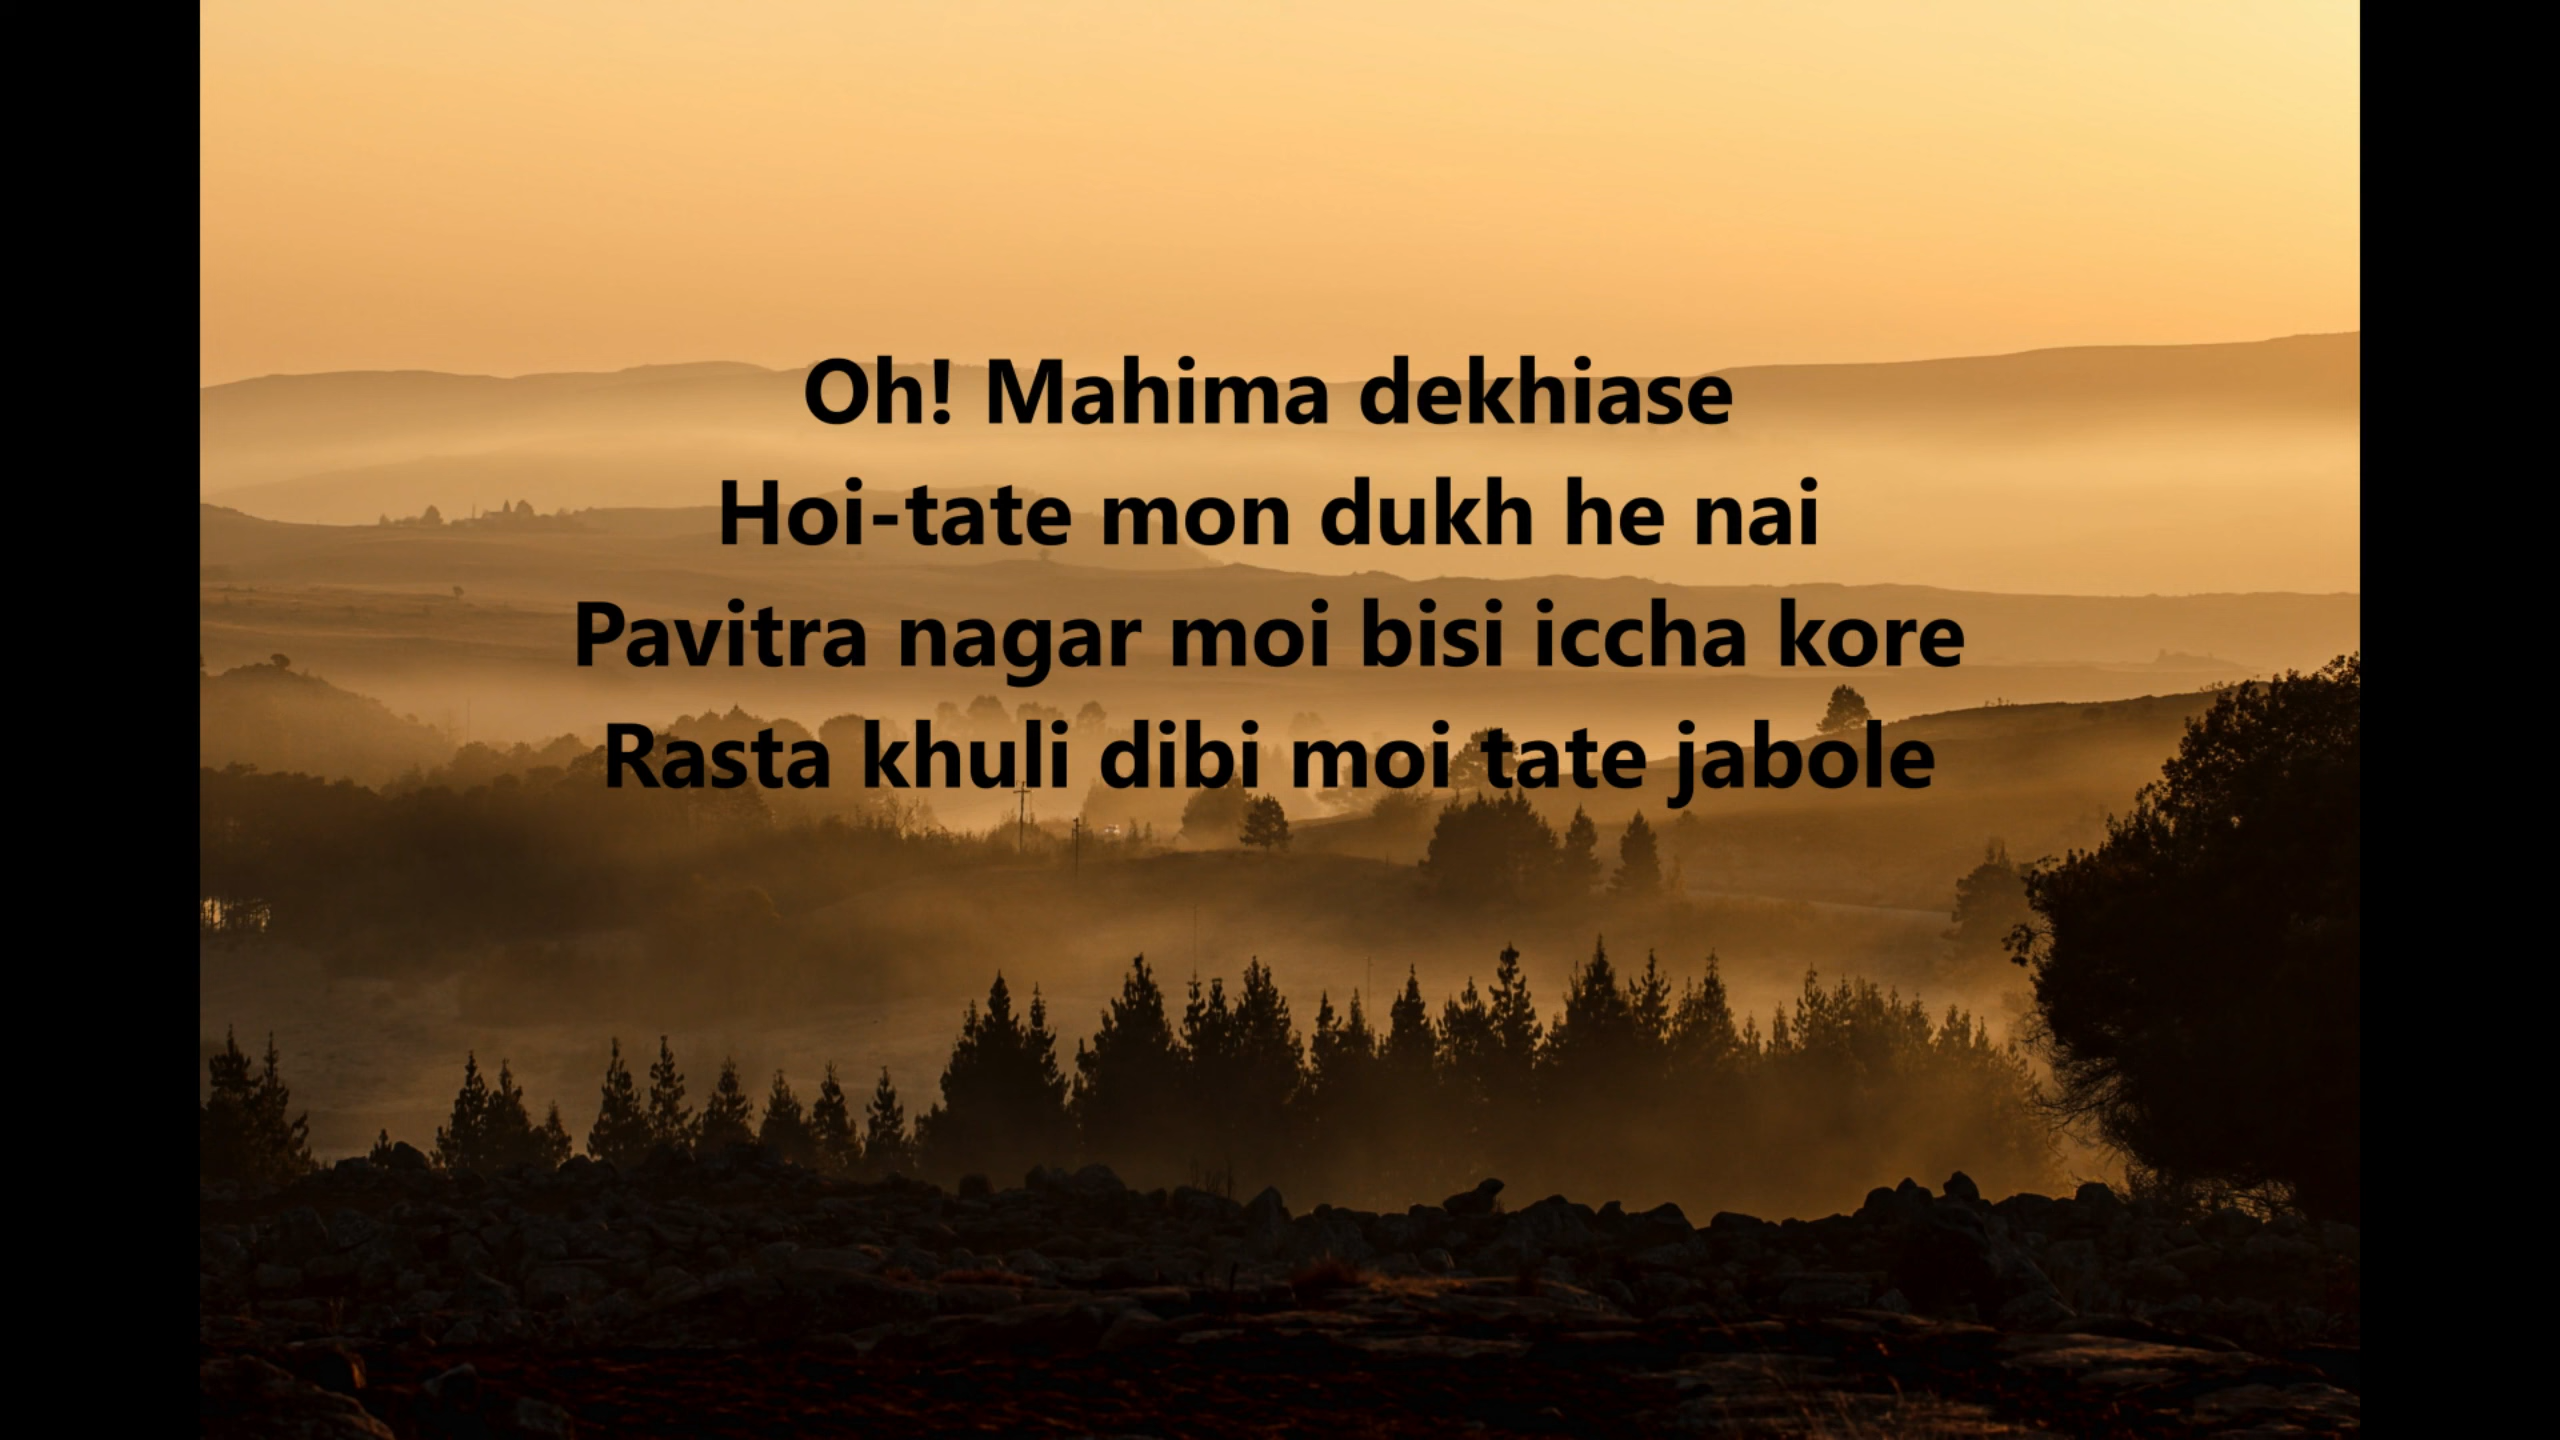 Oh! Mahima dekhiase
Hoi-tate mon dukh he nai
Pavitra nagar moi bisi iccha kore
Rasta khuli dibi moi tate jabole